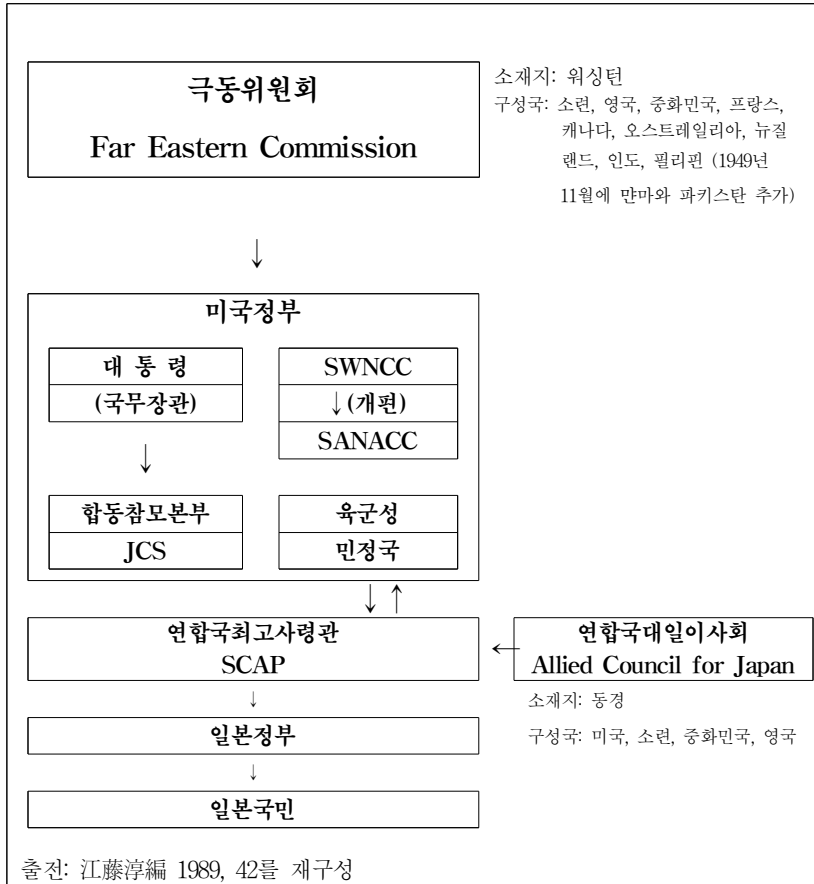 극동위원회
Far Eastern Commission
소재지: 워싱턴
구성국: 소련, 영국, 중화민국, 프랑스,
캐나다, 오스트레일리아, 뉴질
랜드, 인도, 필리핀 (1949년
11월에 먄마와 파키스탄 추가)
↓
미국정부
대 통 령
(국무장관)
↓
합동참모본부
JCS
SWNCC
↓(개편)
SANACC
육군성
민정국
↓ ↑
연합국최고사령관
SCAP
←
연합국대일이사회
Allied Council for Japan
소재지: 동경
구성국: 미국, 소련, 중화민국, 영국
↓
일본정부
↓
일본국민
출전: 江藤淳編 1989, 42를 재구성